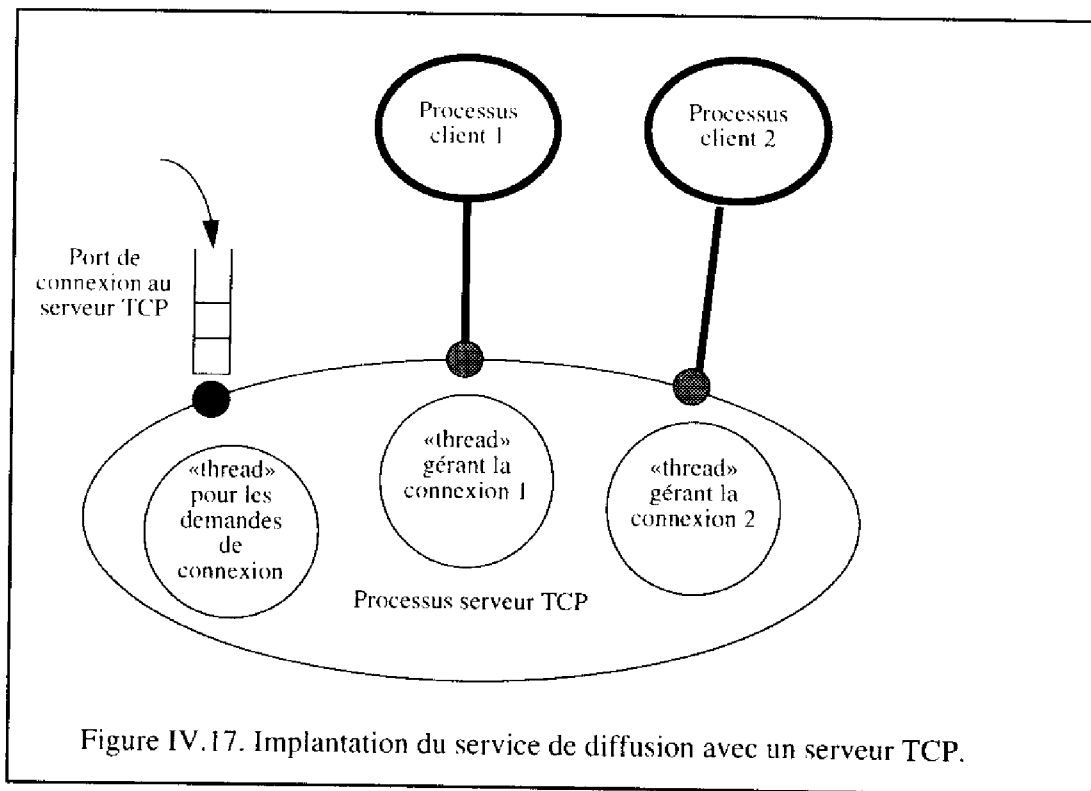 Processus
client 1
Processus
client 2
Port de
connexion au
serveur TCP
«thread»
pour les
demandes
de
connexion
«thread»
gérant la
connexion 1
«thread»
gérant la
connexion 2
Processus serveur TCP
Figure IV.17. Implantation du service de diffusion avec un serveur TCP.